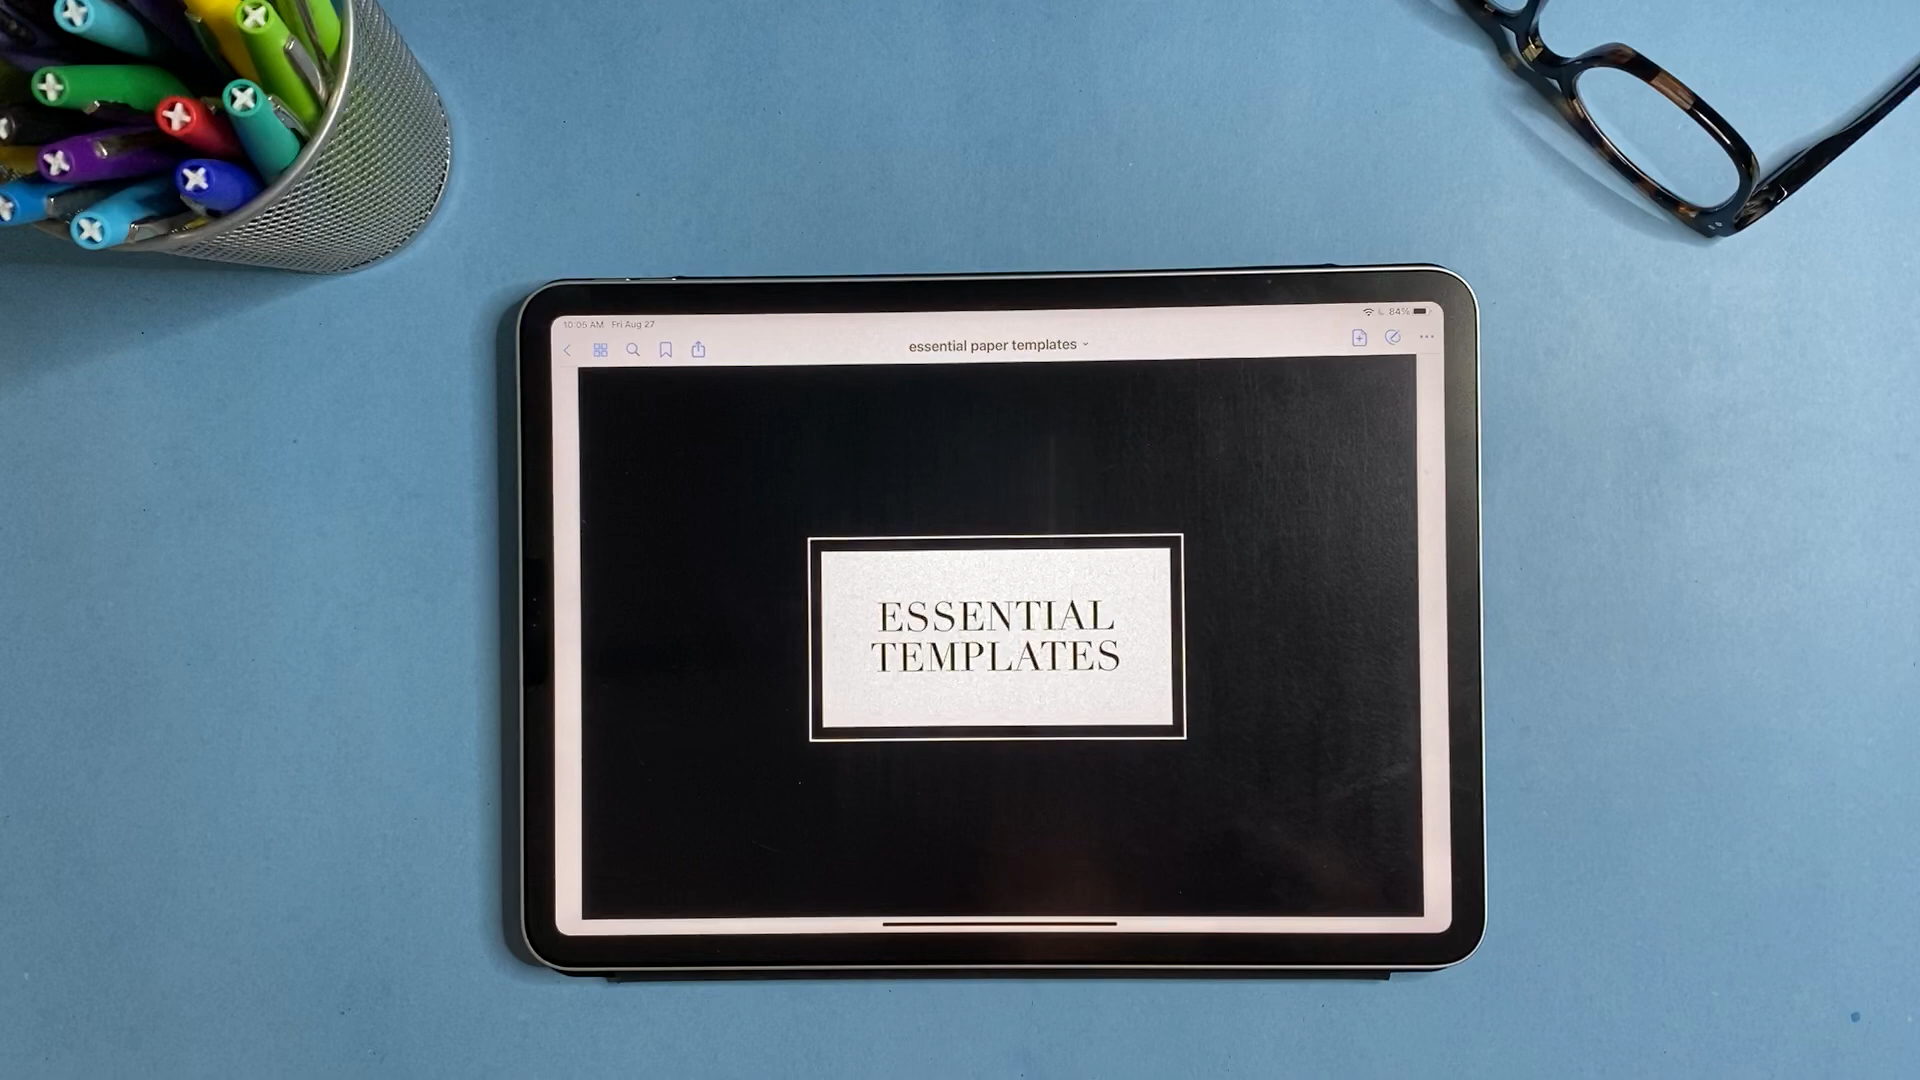 10:05 AM Fri Aug 27
84%
essential paper templates
ESSENTIAL
TEMPLATES